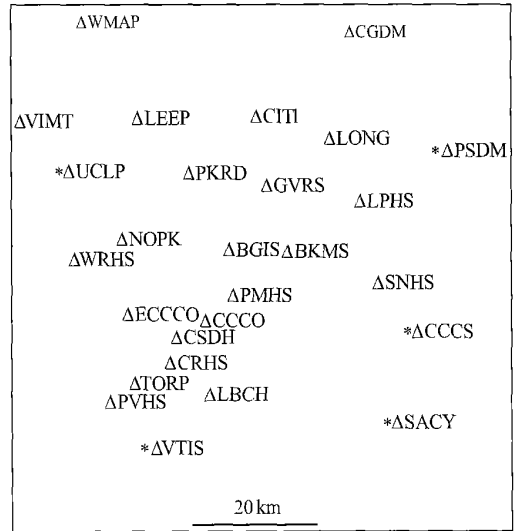 ΔWMAP
ΔCGDM
ΔVIMT
ΔLEEP
ΔCITI
ΔLONG
*ΔPSDM
*ΔUCLP
ΔPKRD
ΔGVRS
ΔLPHS
ΔNOPK
ΔWRHS
ΔBGIS
ΔBKMS
ΔSNHS
ΔPMHS
ΔECCCO
ΔCCCO
*ΔCCCS
ΔCSDH
ΔCRHS
ΔTORP
ΔPVHS
ΔLBCH
*ΔSACY
*ΔVTIS
20 km